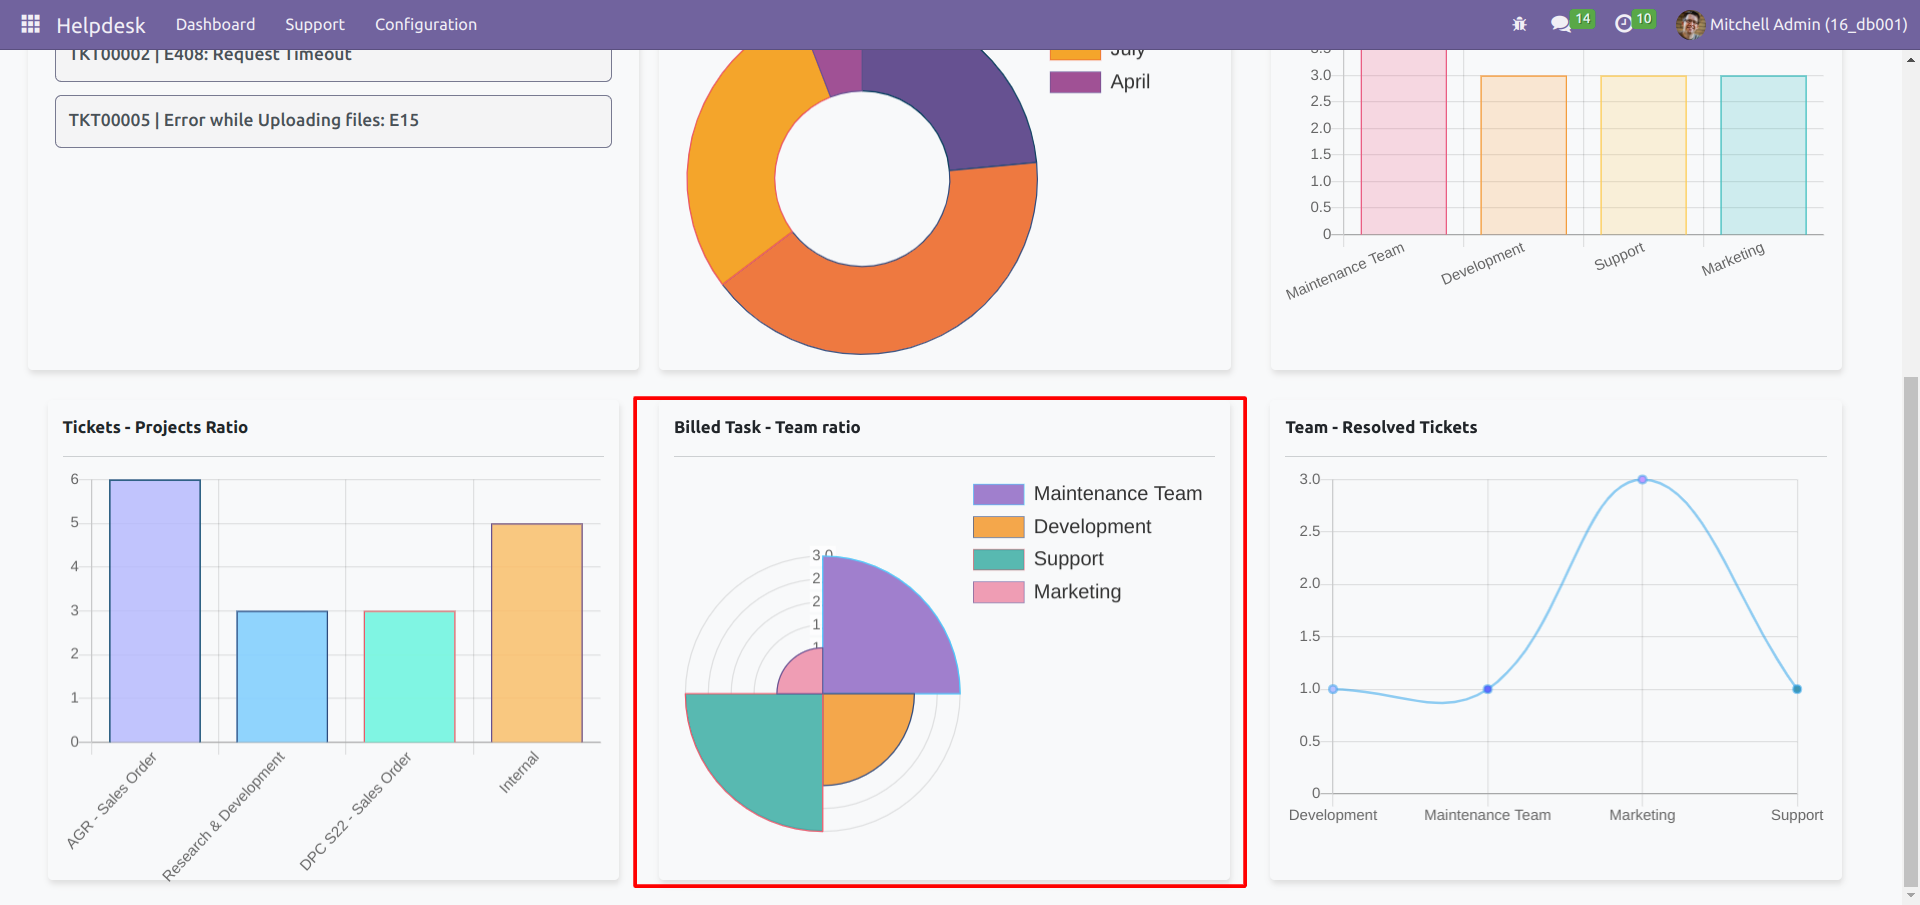 Helpdesk Dashboard Support Configuration 14 10 Mitchell Admin (16_db001)
TKT00002 | E408: Request Timeout
TKT00005 | Error while Uploading files: E15
July
April
3.5
3.0
2.5
2.0
1.5
1.0
0.5
0
Maintenance Team Development Support Marketing
Tickets - Projects Ratio
6
5
4
3
2
1
0
AGR - Sales Order Research & Development DPC S22 - Sales Order Internal
Billed Task - Team ratio
Maintenance Team
Development
Support
Marketing
3.0
2
2
1
1
Team - Resolved Tickets
3.0
2.5
2.0
1.5
1.0
0.5
0
Development Maintenance Team Marketing Support